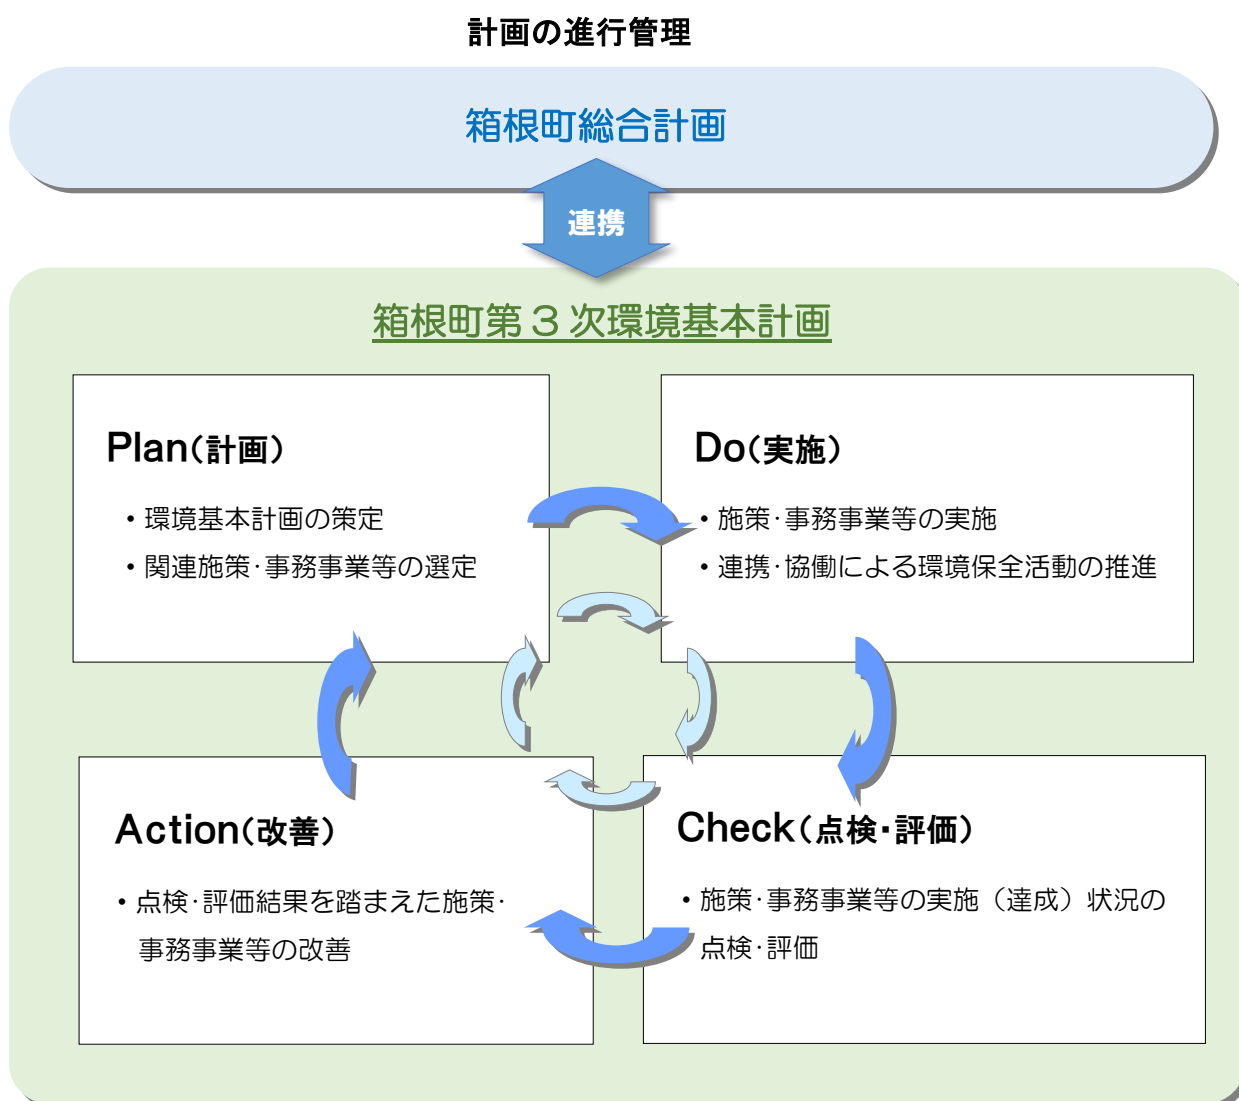 計画の進行管理
箱根町総合計画
連携
箱根町第３次環境基本計画
Plan(計画)
・環境基本計画の策定
・関連施策･事務事業等の選定
Do(実施)
・施策･事務事業等の実施
・連携･協働による環境保全活動の推進
Action(改善)
・点検･評価結果を踏まえた施策･
事務事業等の改善
Check(点検・評価)
・施策･事務事業等の実施（達成）状況の
点検･評価